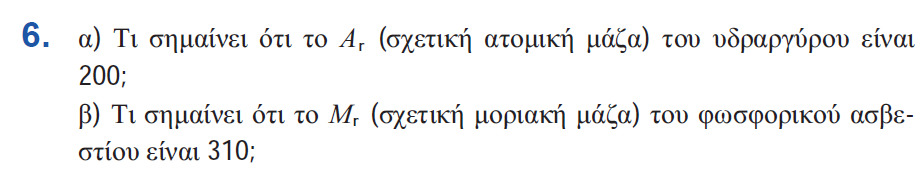 6. α) Τι σημαίνει ότι το Aᵣ (σχετική ατομική μάζα) του υδραργύρου είναι
200;
β) Τι σημαίνει ότι το Mᵣ (σχετική μοριακή μάζα) του φωσφορικού ασβε-
στίου είναι 310;